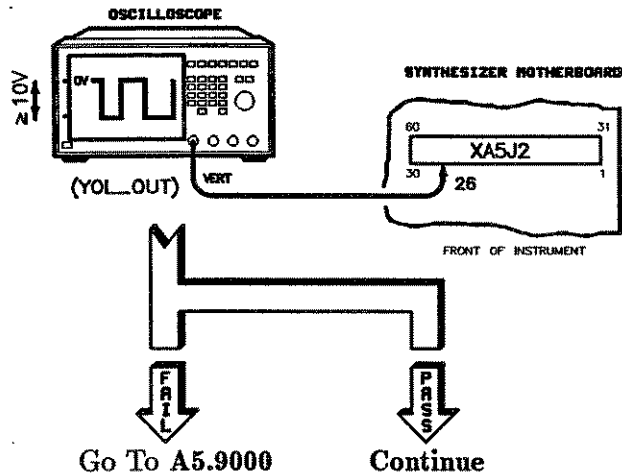 OSCILLOSCOPE
0V
≥10V
SYNTHESIZER MOTHERBOARD
60 31
XA5J2
30 1
26
(YOL_OUT)
VERT
FRONT OF INSTRUMENT
FAIL
PASS
Go To A5.9000
Continue